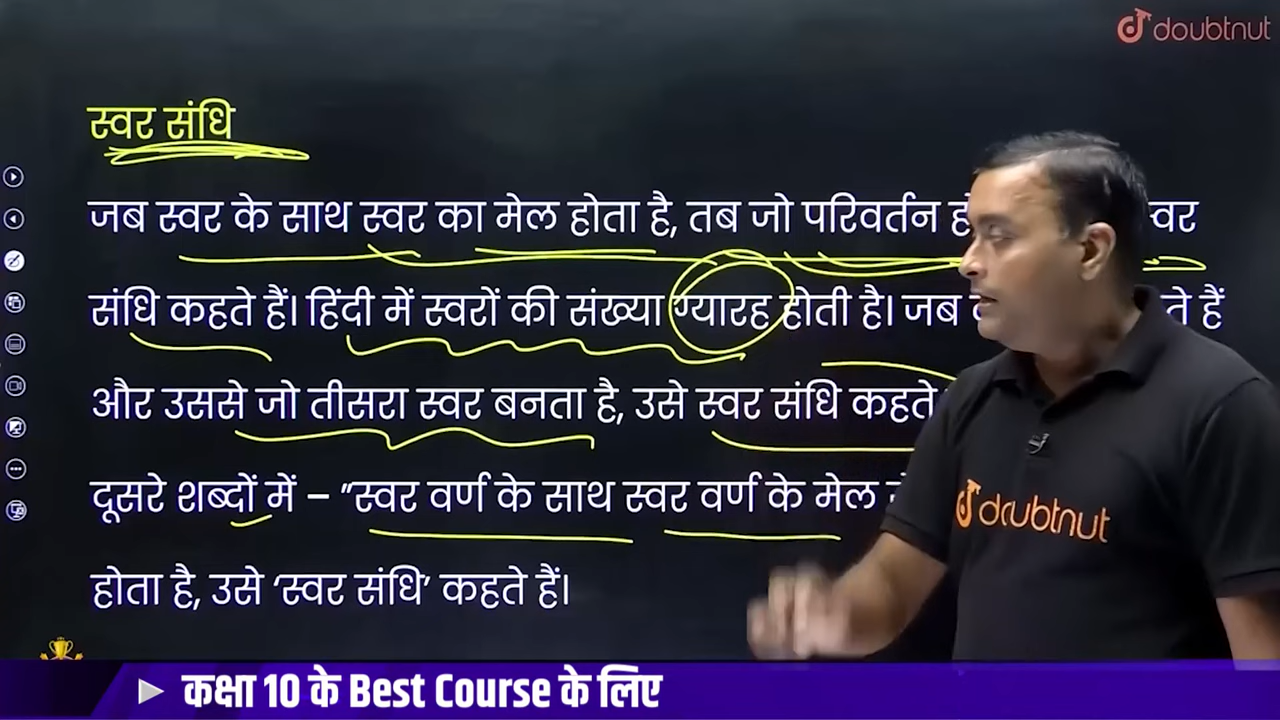 doubtnut
स्वर संधि
जब स्वर के साथ स्वर का मेल होता है, तब जो परिवर्तन
संधि कहते हैं। हिंदी में स्वरों की संख्या ग्यारह होती है। जब
और उससे जो तीसरा स्वर बनता है, उसे स्वर संधि कहते
दूसरे शब्दों में – "स्वर वर्ण के साथ स्वर वर्ण के मेल
होता है, उसे ‘स्वर संधि’ कहते हैं।
doubtnut
कक्षा 10 के Best Course के लिए